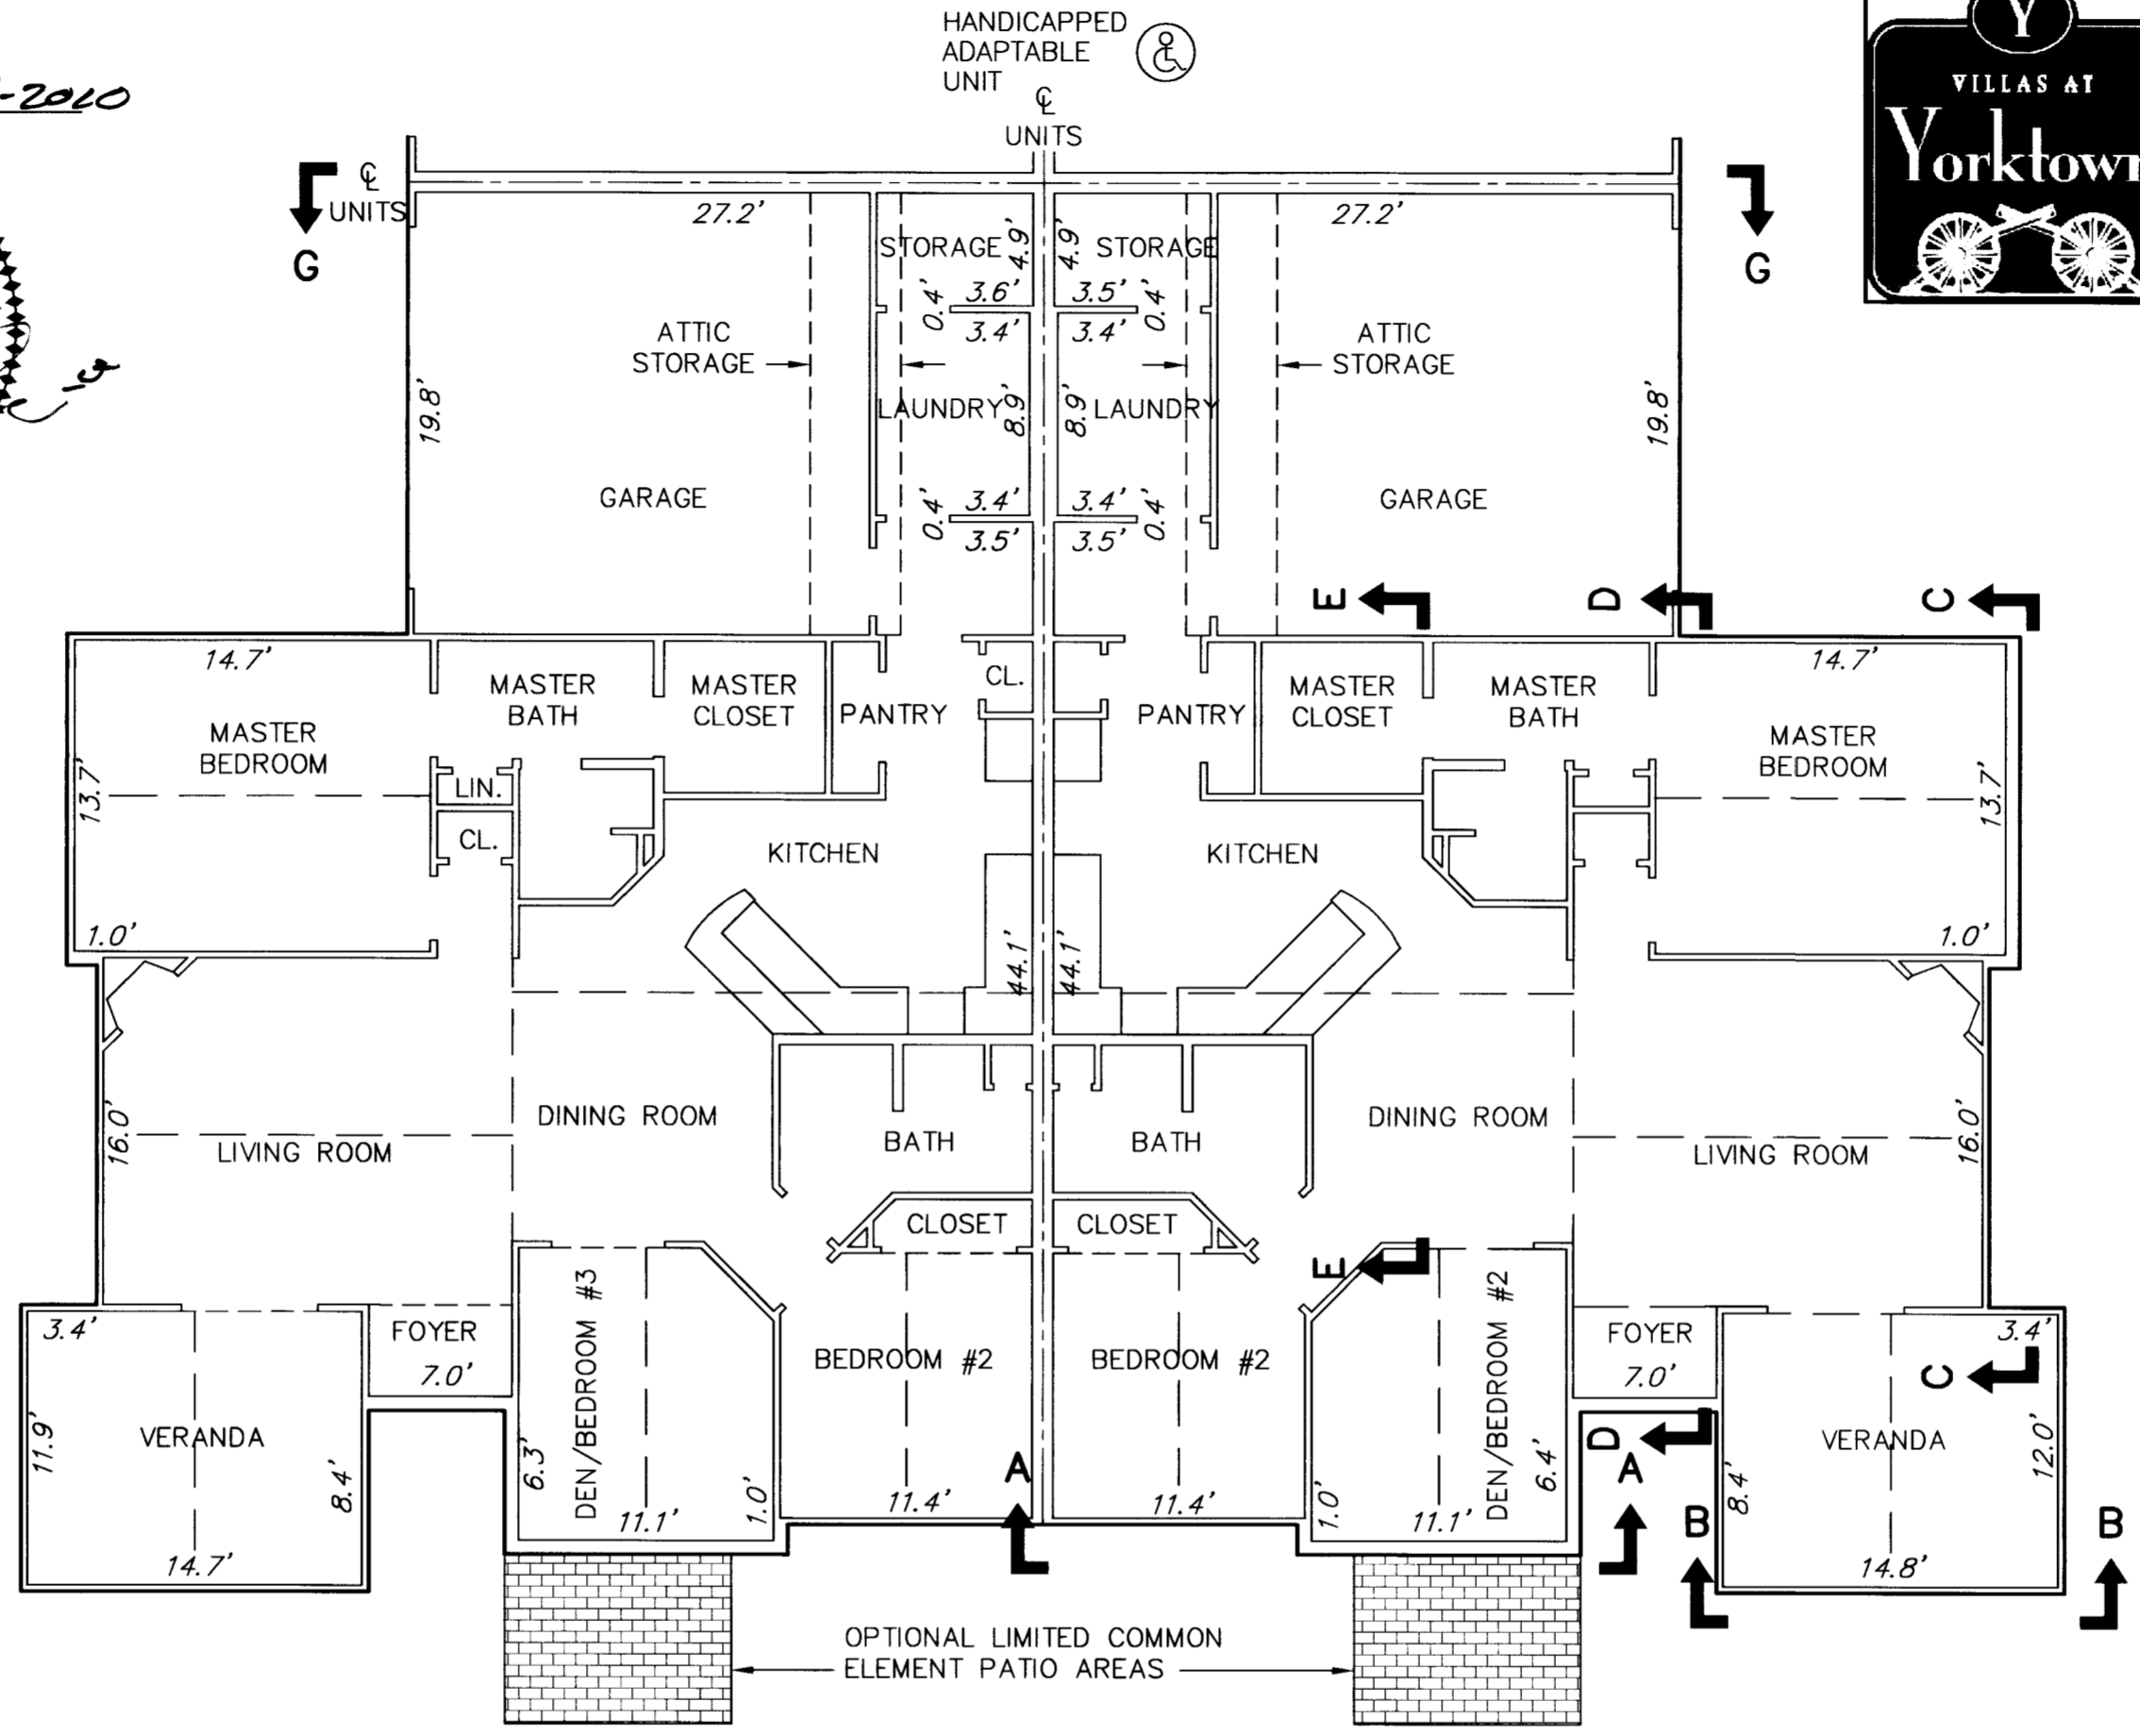 HANDICAPPED
ADAPTABLE
UNIT
℄
UNITS
-2010
Y
VILLAS AT
Yorktown
G
℄
UNITS
G
27.2'
27.2'
STORAGE
4.9'
4.9'
STORAGE
0.4'
3.6'
3.5'
0.4'
3.4'
3.4'
ATTIC
STORAGE
ATTIC
STORAGE
19.8'
LAUNDRY
8.9'
8.9'
LAUNDRY
19.8'
GARAGE
GARAGE
0.4'
3.4'
3.4'
0.4'
3.5'
3.5'
E
D
C
14.7'
MASTER
BATH
MASTER
CLOSET
PANTRY
CL.
PANTRY
MASTER
CLOSET
MASTER
BATH
14.7'
MASTER
BEDROOM
MASTER
BEDROOM
13.7'
LIN.
13.7'
CL.
KITCHEN
KITCHEN
1.0'
1.0'
44.1'
44.1'
16.0'
DINING ROOM
DINING ROOM
16.0'
LIVING ROOM
BATH
BATH
LIVING ROOM
CLOSET
CLOSET
E
3.4'
FOYER
7.0'
DEN/BEDROOM #3
BEDROOM #2
BEDROOM #2
DEN/BEDROOM #2
FOYER
7.0'
3.4'
C
VERANDA
VERANDA
11.9'
8.4'
6.3'
1.0'
A
1.0'
6.4'
D
A
8.4'
12.0'
11.4'
11.4'
11.1'
11.1'
B
B
14.7'
14.8'
OPTIONAL LIMITED COMMON
ELEMENT PATIO AREAS